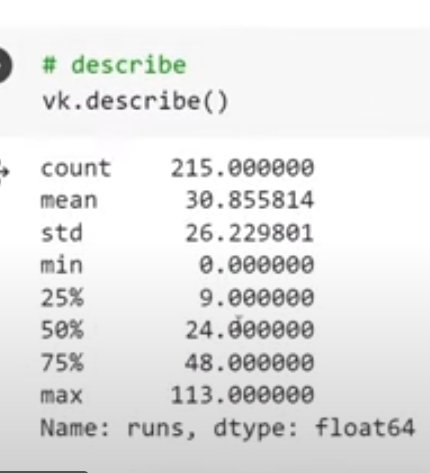 # describe
vk.describe()
count 215.000000
mean 30.855814
std 26.229801
min 0.000000
25% 9.000000
50% 24.000000
75% 48.000000
max 113.000000
Name: runs, dtype: float64